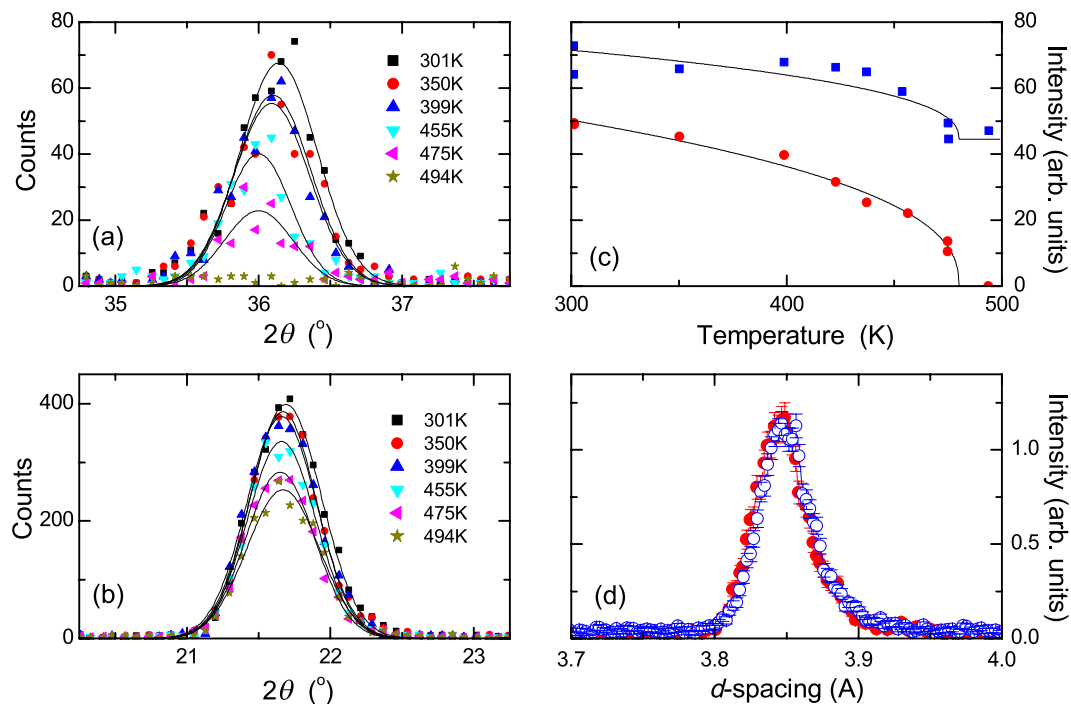 80
60
40
20
0
Counts
301K
350K
399K
455K
475K
494K
(a)
35
36
37
2θ (o)
80
60
40
20
0
Intensity (arb. units)
(c)
300
400
500
Temperature (K)
400
200
0
Counts
301K
350K
399K
455K
475K
494K
(b)
21
22
23
2θ (o)
1.0
0.5
0.0
Intensity (arb. units)
(d)
3.7
3.8
3.9
4.0
d-spacing (A)